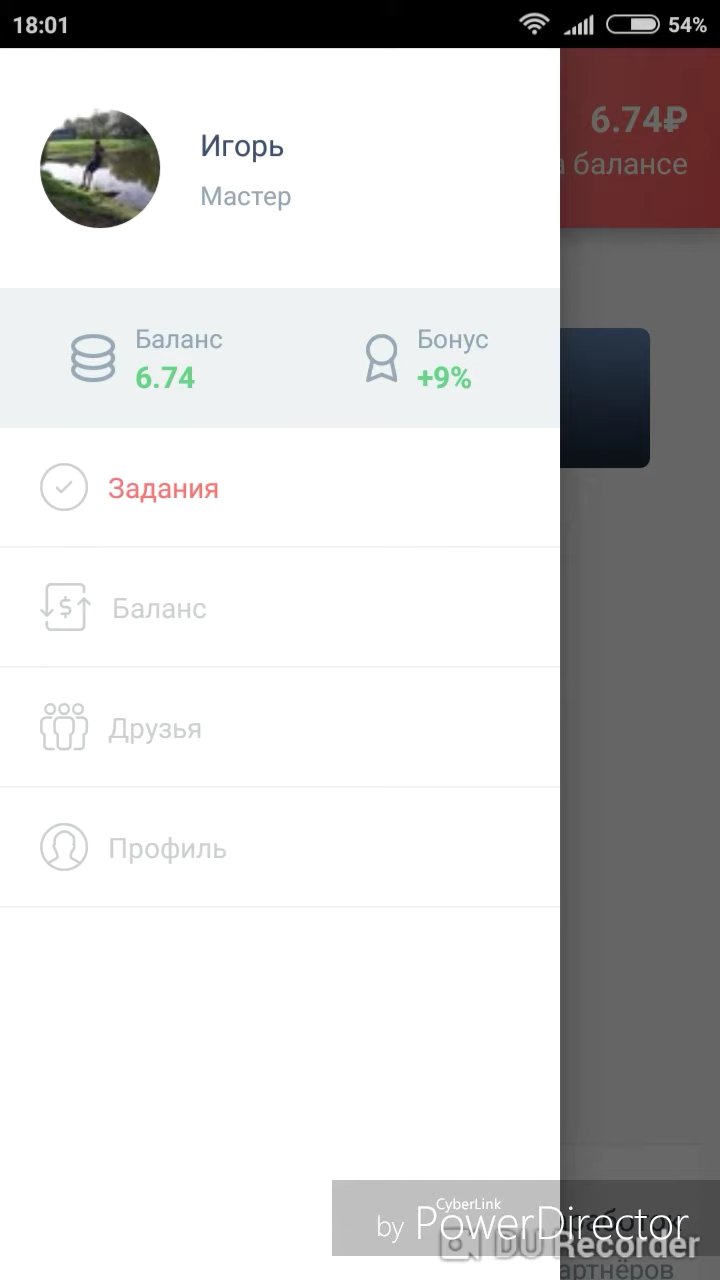 18:01
54%
Игорь
Мастер
6.74₽
балансе
Баланс
6.74
Бонус
+9%
Задания
Баланс
Друзья
Профиль
CyberLink
by PowerDirector
DU Recorder